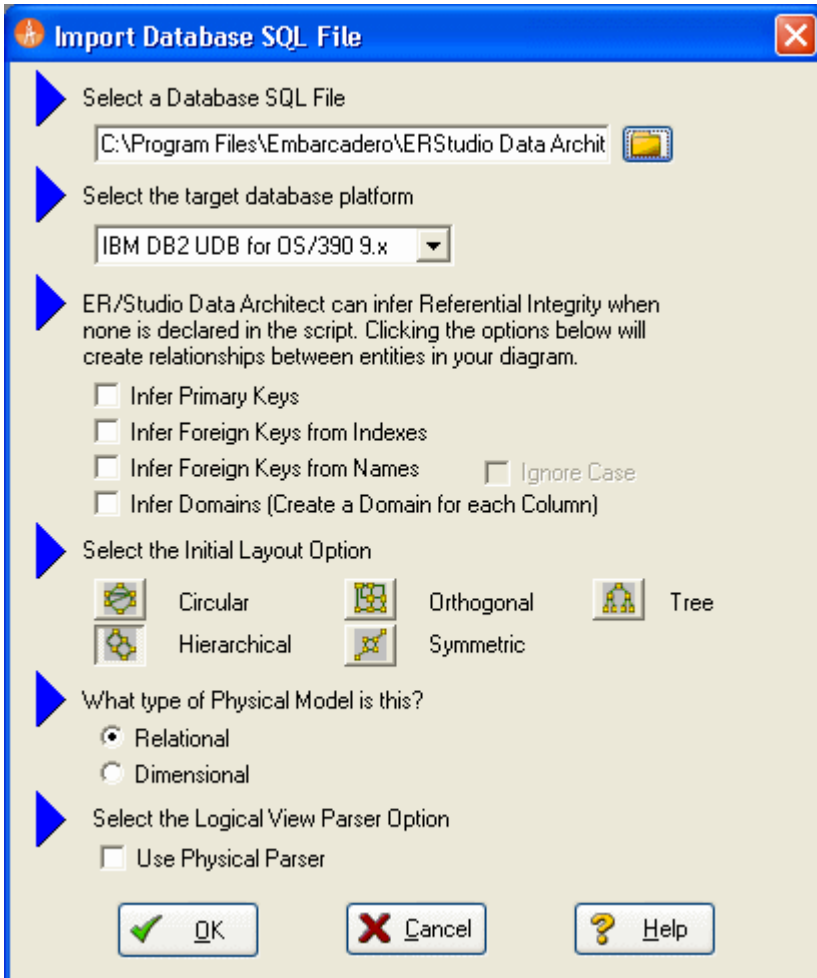 Import Database SQL File
Select a Database SQL File
C:\Program Files\Embarcadero\ERStudio Data Archit
Select the target database platform
IBM DB2 UDB for OS/390 9.x
ER/Studio Data Architect can infer Referential Integrity when
none is declared in the script. Clicking the options below will
create relationships between entities in your diagram.
Infer Primary Keys
Infer Foreign Keys from Indexes
Infer Foreign Keys from Names Ignore Case
Infer Domains (Create a Domain for each Column)
Select the Initial Layout Option
Circular Orthogonal Tree
Hierarchical Symmetric
What type of Physical Model is this?
Relational
Dimensional
Select the Logical View Parser Option
Use Physical Parser
OK Cancel Help